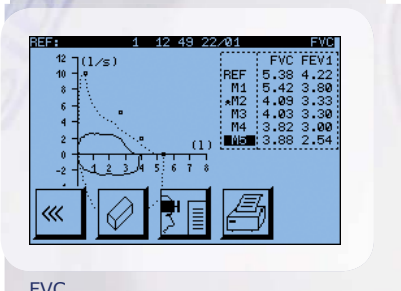 REF: 1 12 49 22/01 FVC
FVC FEV1
REF 5.38 4.22
M1 5.42 3.80
*M2 4.09 3.33
M3 4.03 3.30
M4 3.82 3.00
M5 3.88 2.54
12 (l/s)
10
8
6
4
2
0
-2
1 2 3 4 5 6 7 8
(l)
FVC